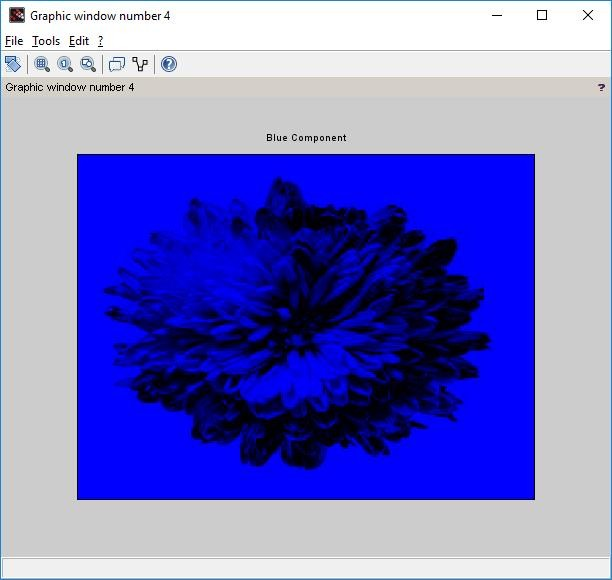 Graphic window number 4
File Tools Edit ?
Graphic window number 4 ?
Blue Component